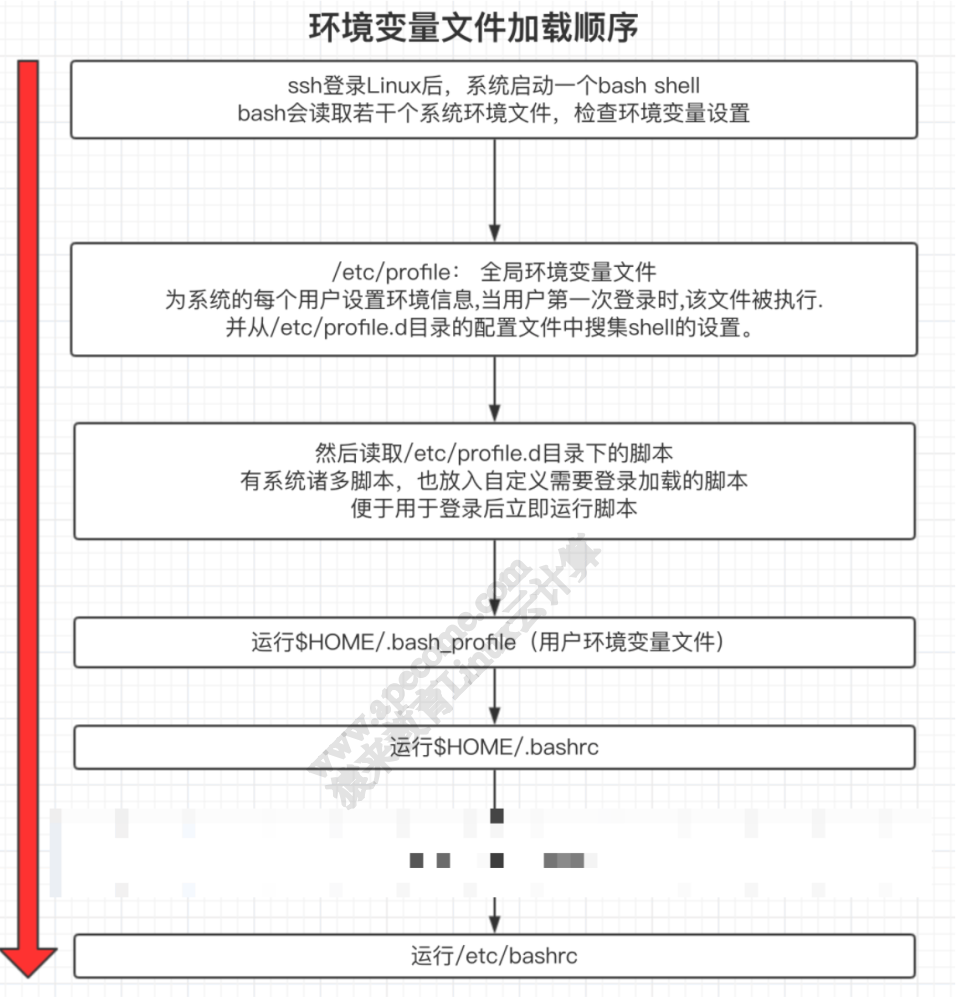 环境变量文件加载顺序
ssh登录Linux后，系统启动一个bash shell
bash会读取若干个系统环境文件，检查环境变量设置
/etc/profile： 全局环境变量文件
为系统的每个用户设置环境信息,当用户第一次登录时,该文件被执行.
并从/etc/profile.d目录的配置文件中搜集shell的设置。
然后读取/etc/profile.d目录下的脚本
有系统诸多脚本，也放入自定义需要登录加载的脚本
便于用于登录后立即运行脚本
运行$HOME/.bash_profile（用户环境变量文件）
运行$HOME/.bashrc
运行/etc/bashrc
www.apecome.com
猿来教育Linux云计算